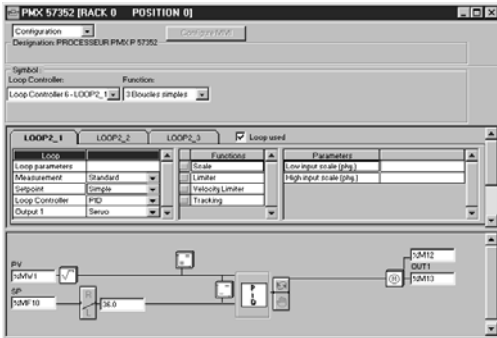 PMX 57352 [RACK 0 POSITION 0]
Configuration
Configure MMI
Designation: PROCESSEUR PMX P 57352
Symbol:
Loop Controller: Function:
Loop Controller 6 - LOOP2_1 3 Boucles simples
LOOP2_1 LOOP2_2 LOOP2_3 Loop used
Loop Functions Parameters
Loop parameters Scale Low input scale (phy.)
Measurement Standard Limiter High input scale (phy.)
Setpoint Simple Velocity Limiter
Loop Controller PID Tracking
Output 1 Servo
PV
%MW1
%M12
OUT1
%M13
SP
%MF10
R
L
36.0
P
I
D
R